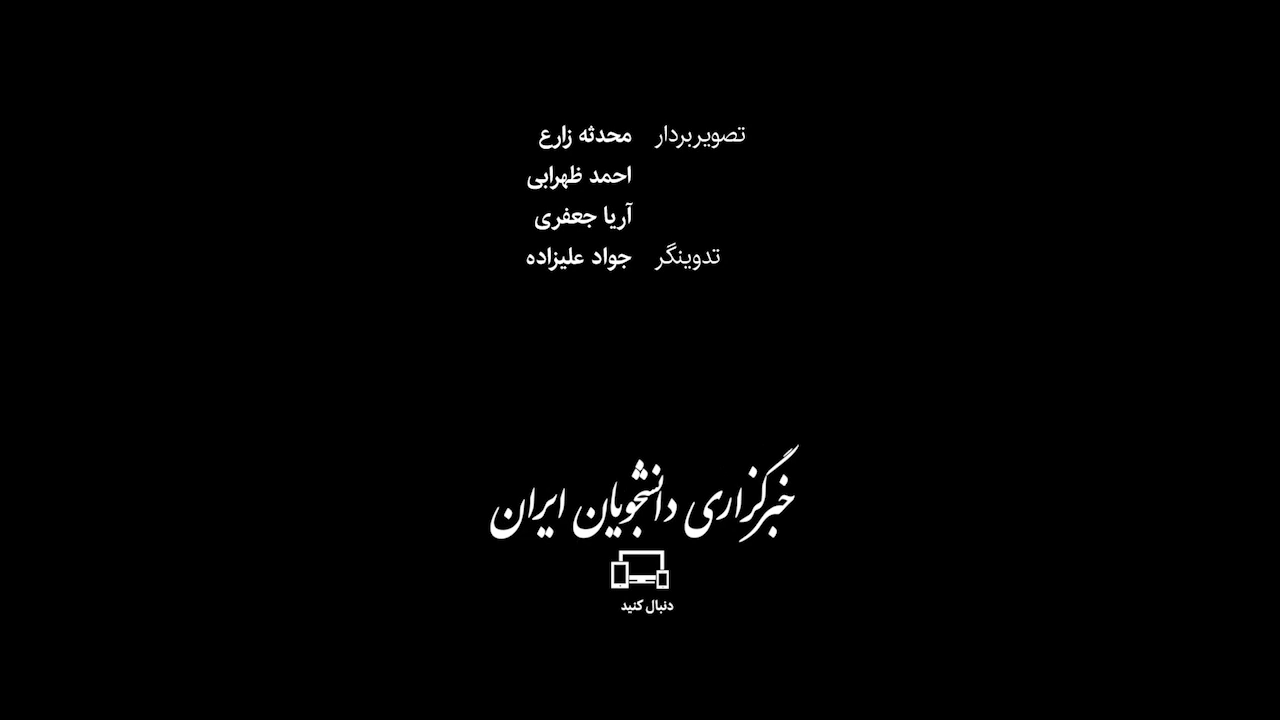 تصویربردار محدثه زارع
احمد ظهرابی
آریا جعفری
تدوینگر جواد علیزاده
خبرگزاری دانشجویان ایران
دنبال کنید